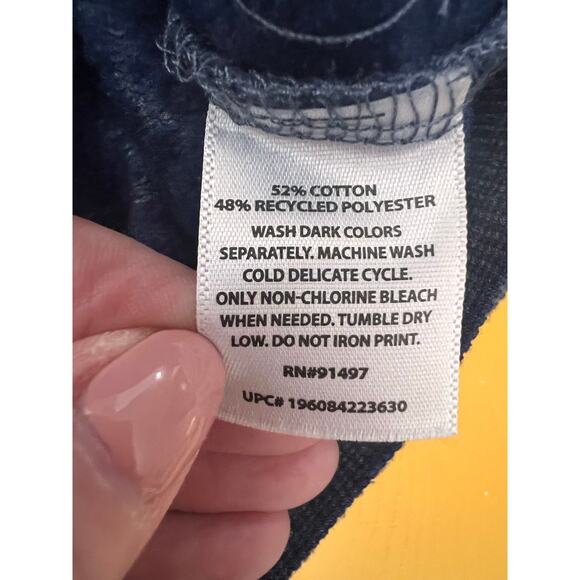 52% COTTON
48% RECYCLED POLYESTER
WASH DARK COLORS
SEPARATELY. MACHINE WASH
COLD DELICATE CYCLE.
ONLY NON-CHLORINE BLEACH
WHEN NEEDED. TUMBLE DRY
LOW. DO NOT IRON PRINT.
RN#91497
UPC# 196084223630